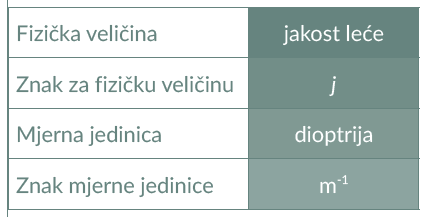 Fizička veličina jakost leće
Znak za fizičku veličinu j
Mjerna jedinica dioptrija
Znak mjerne jedinice m⁻¹